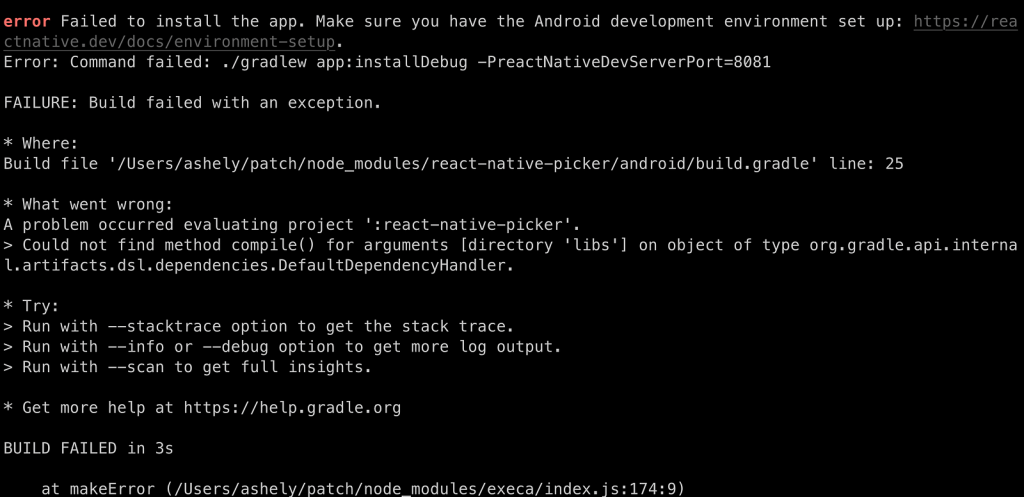 error Failed to install the app. Make sure you have the Android development environment set up: https://rea
ctnative.dev/docs/environment-setup.
Error: Command failed: ./gradlew app:installDebug -PreactNativeDevServerPort=8081
FAILURE: Build failed with an exception.
* Where:
Build file '/Users/ashely/patch/node_modules/react-native-picker/android/build.gradle' line: 25
* What went wrong:
A problem occurred evaluating project ':react-native-picker'.
> Could not find method compile() for arguments [directory 'libs'] on object of type org.gradle.api.interna
l.artifacts.dsl.dependencies.DefaultDependencyHandler.
* Try:
> Run with --stacktrace option to get the stack trace.
> Run with --info or --debug option to get more log output.
> Run with --scan to get full insights.
* Get more help at https://help.gradle.org
BUILD FAILED in 3s
at makeError (/Users/ashely/patch/node_modules/execa/index.js:174:9)